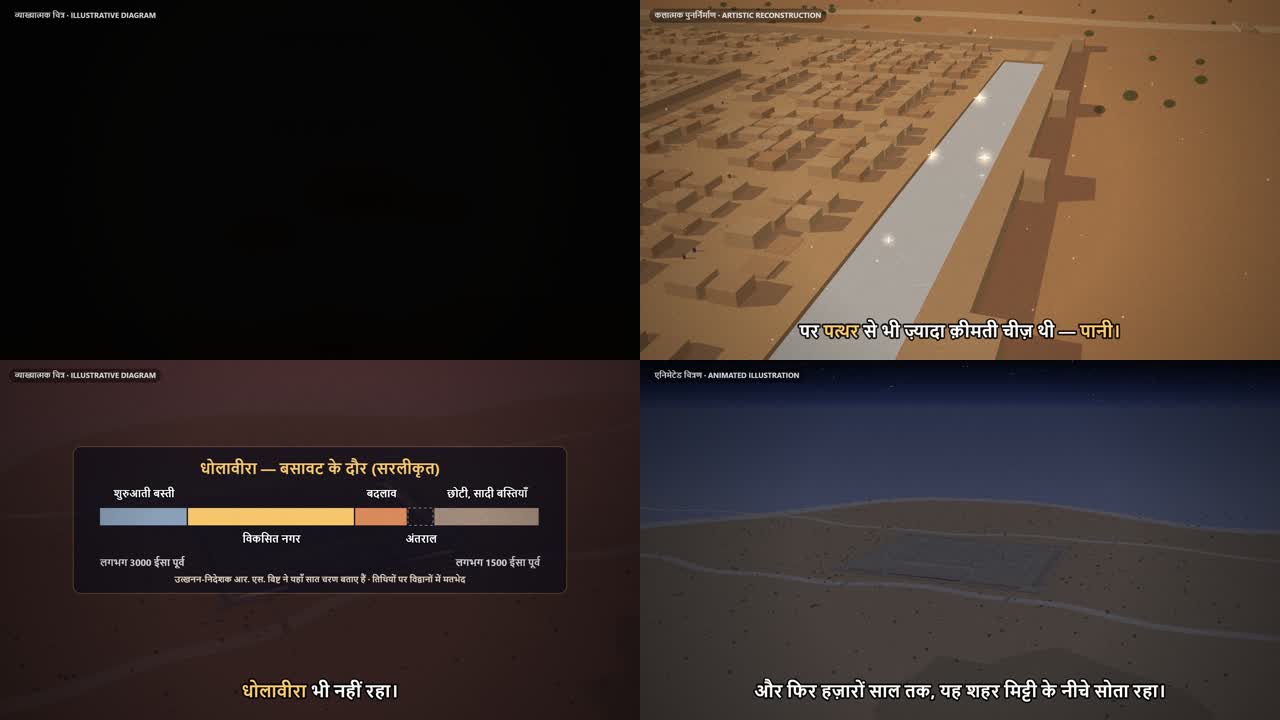 व्याख्यात्मक चित्र · ILLUSTRATIVE DIAGRAM
कलात्मक पुनर्निर्माण · ARTISTIC RECONSTRUCTION
पर पत्थर से भी ज़्यादा क़ीमती चीज़ थी — पानी।
व्याख्यात्मक चित्र · ILLUSTRATIVE DIAGRAM
धोलावीरा — बसावट के दौर (सरलीकृत)
शुरुआती बस्ती
बदलाव
छोटी, सादी बस्तियाँ
विकसित नगर
अंतराल
लगभग 3000 ईसा पूर्व
लगभग 1500 ईसा पूर्व
उत्खनन-निदेशक आर. एस. बिष्ट ने यहाँ सात चरण बताए हैं · तिथियों पर विद्वानों में मतभेद
धोलावीरा भी नहीं रहा।
एनिमेटेड चित्रण · ANIMATED ILLUSTRATION
और फिर हज़ारों साल तक, यह शहर मिट्टी के नीचे सोता रहा।